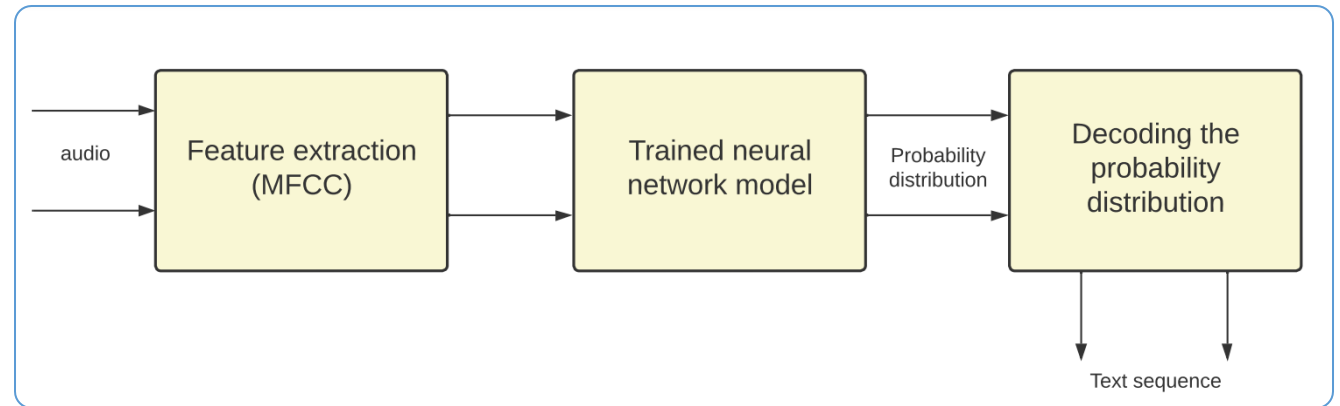 audio
Feature extraction
(MFCC)
Trained neural
network model
Probability
distribution
Decoding the
probability
distribution
Text sequence